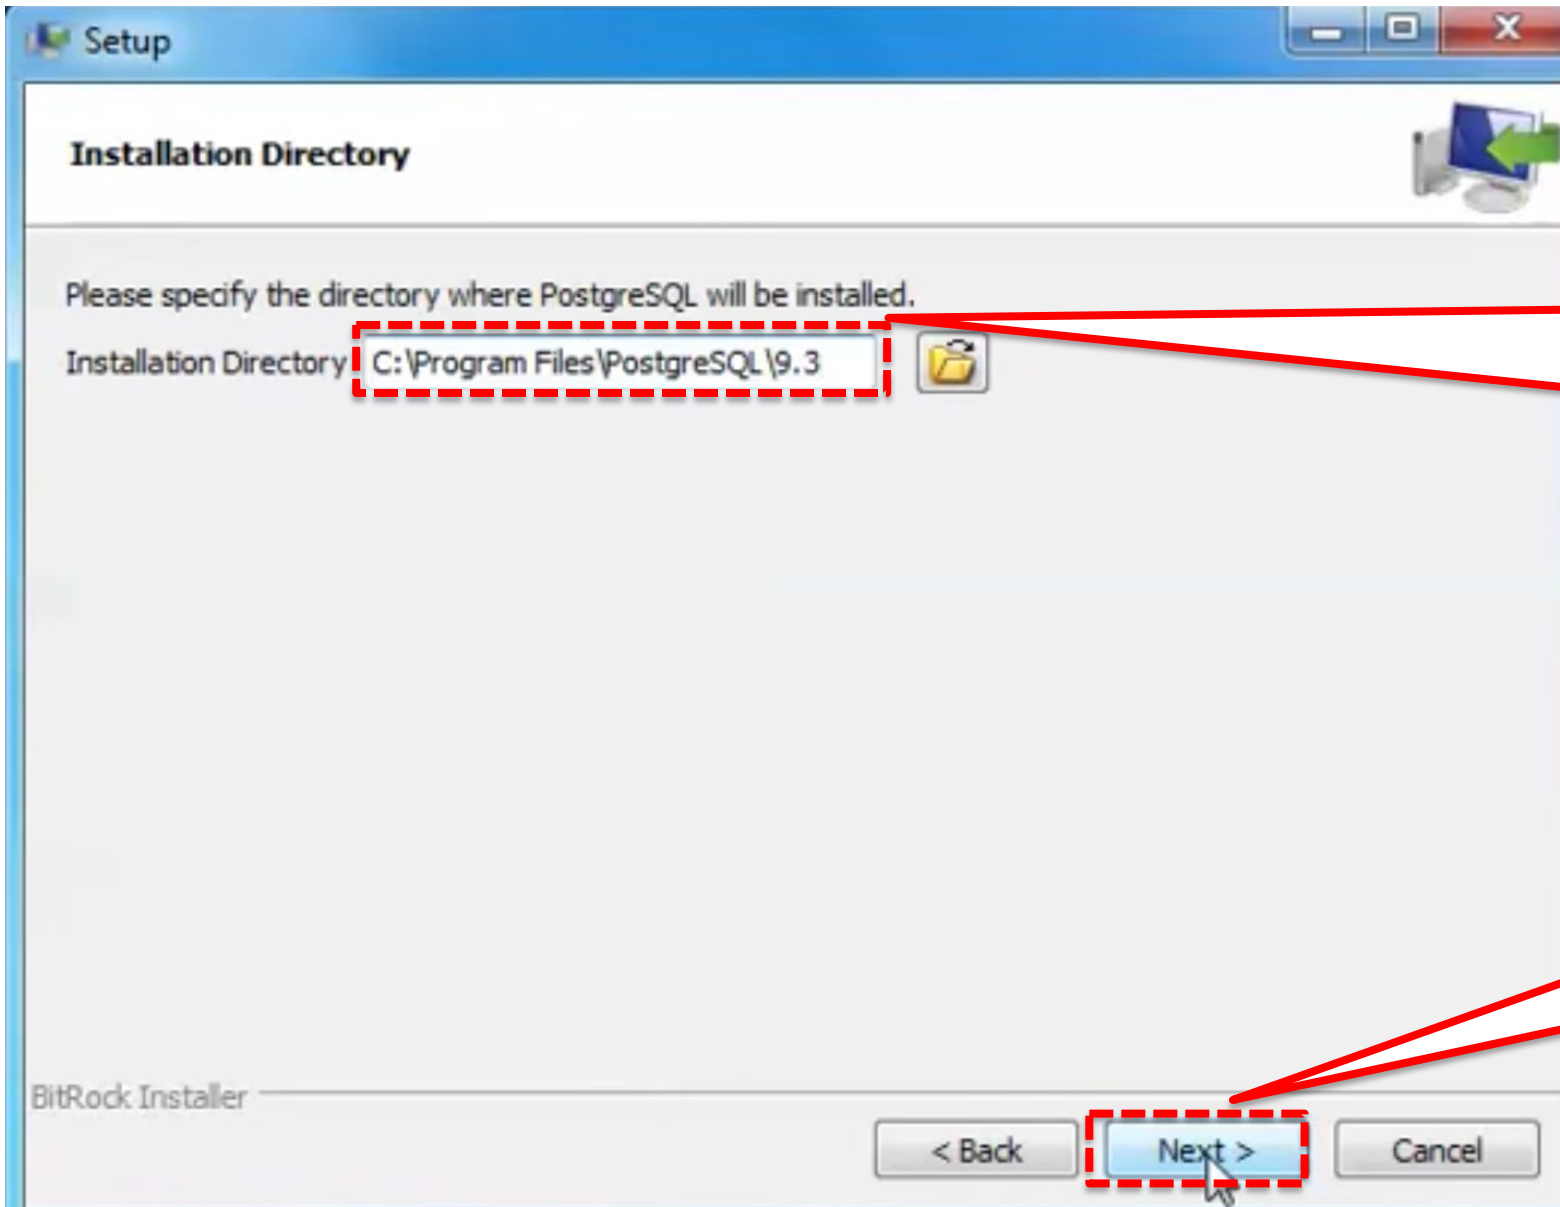 Setup
Installation Directory
Please specify the directory where PostgreSQL will be installed.
Installation Directory C:\Program Files\PostgreSQL\9.3
BitRock Installer
< Back Next > Cancel